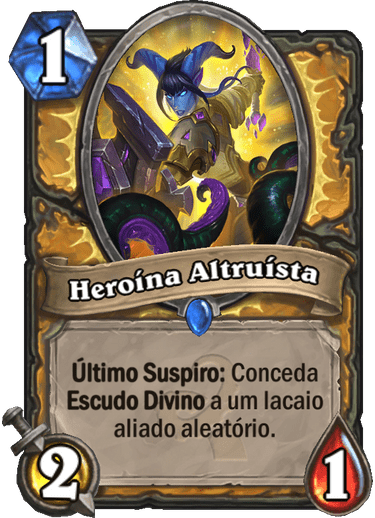 1
Heroína Altruísta
Último Suspiro: Conceda
Escudo Divino a um lacaio
aliado aleatório.
2
1